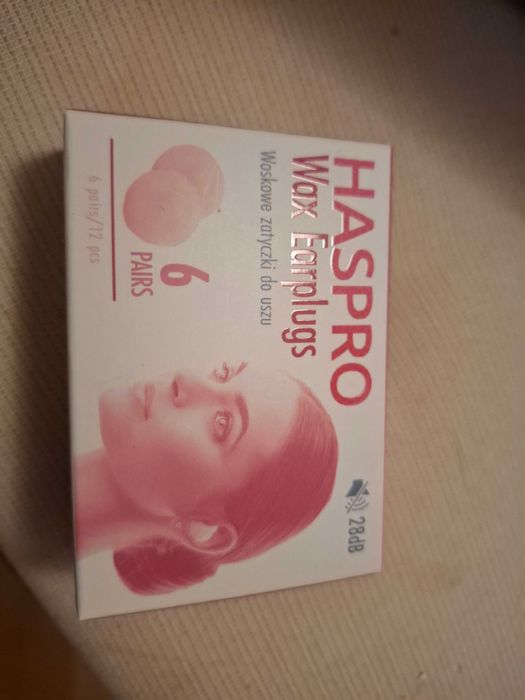 HASPRO
Wax Earplugs
Woskowe zatyczki do uszu
28dB
6
PAIRS
6 pairs/12 pcs